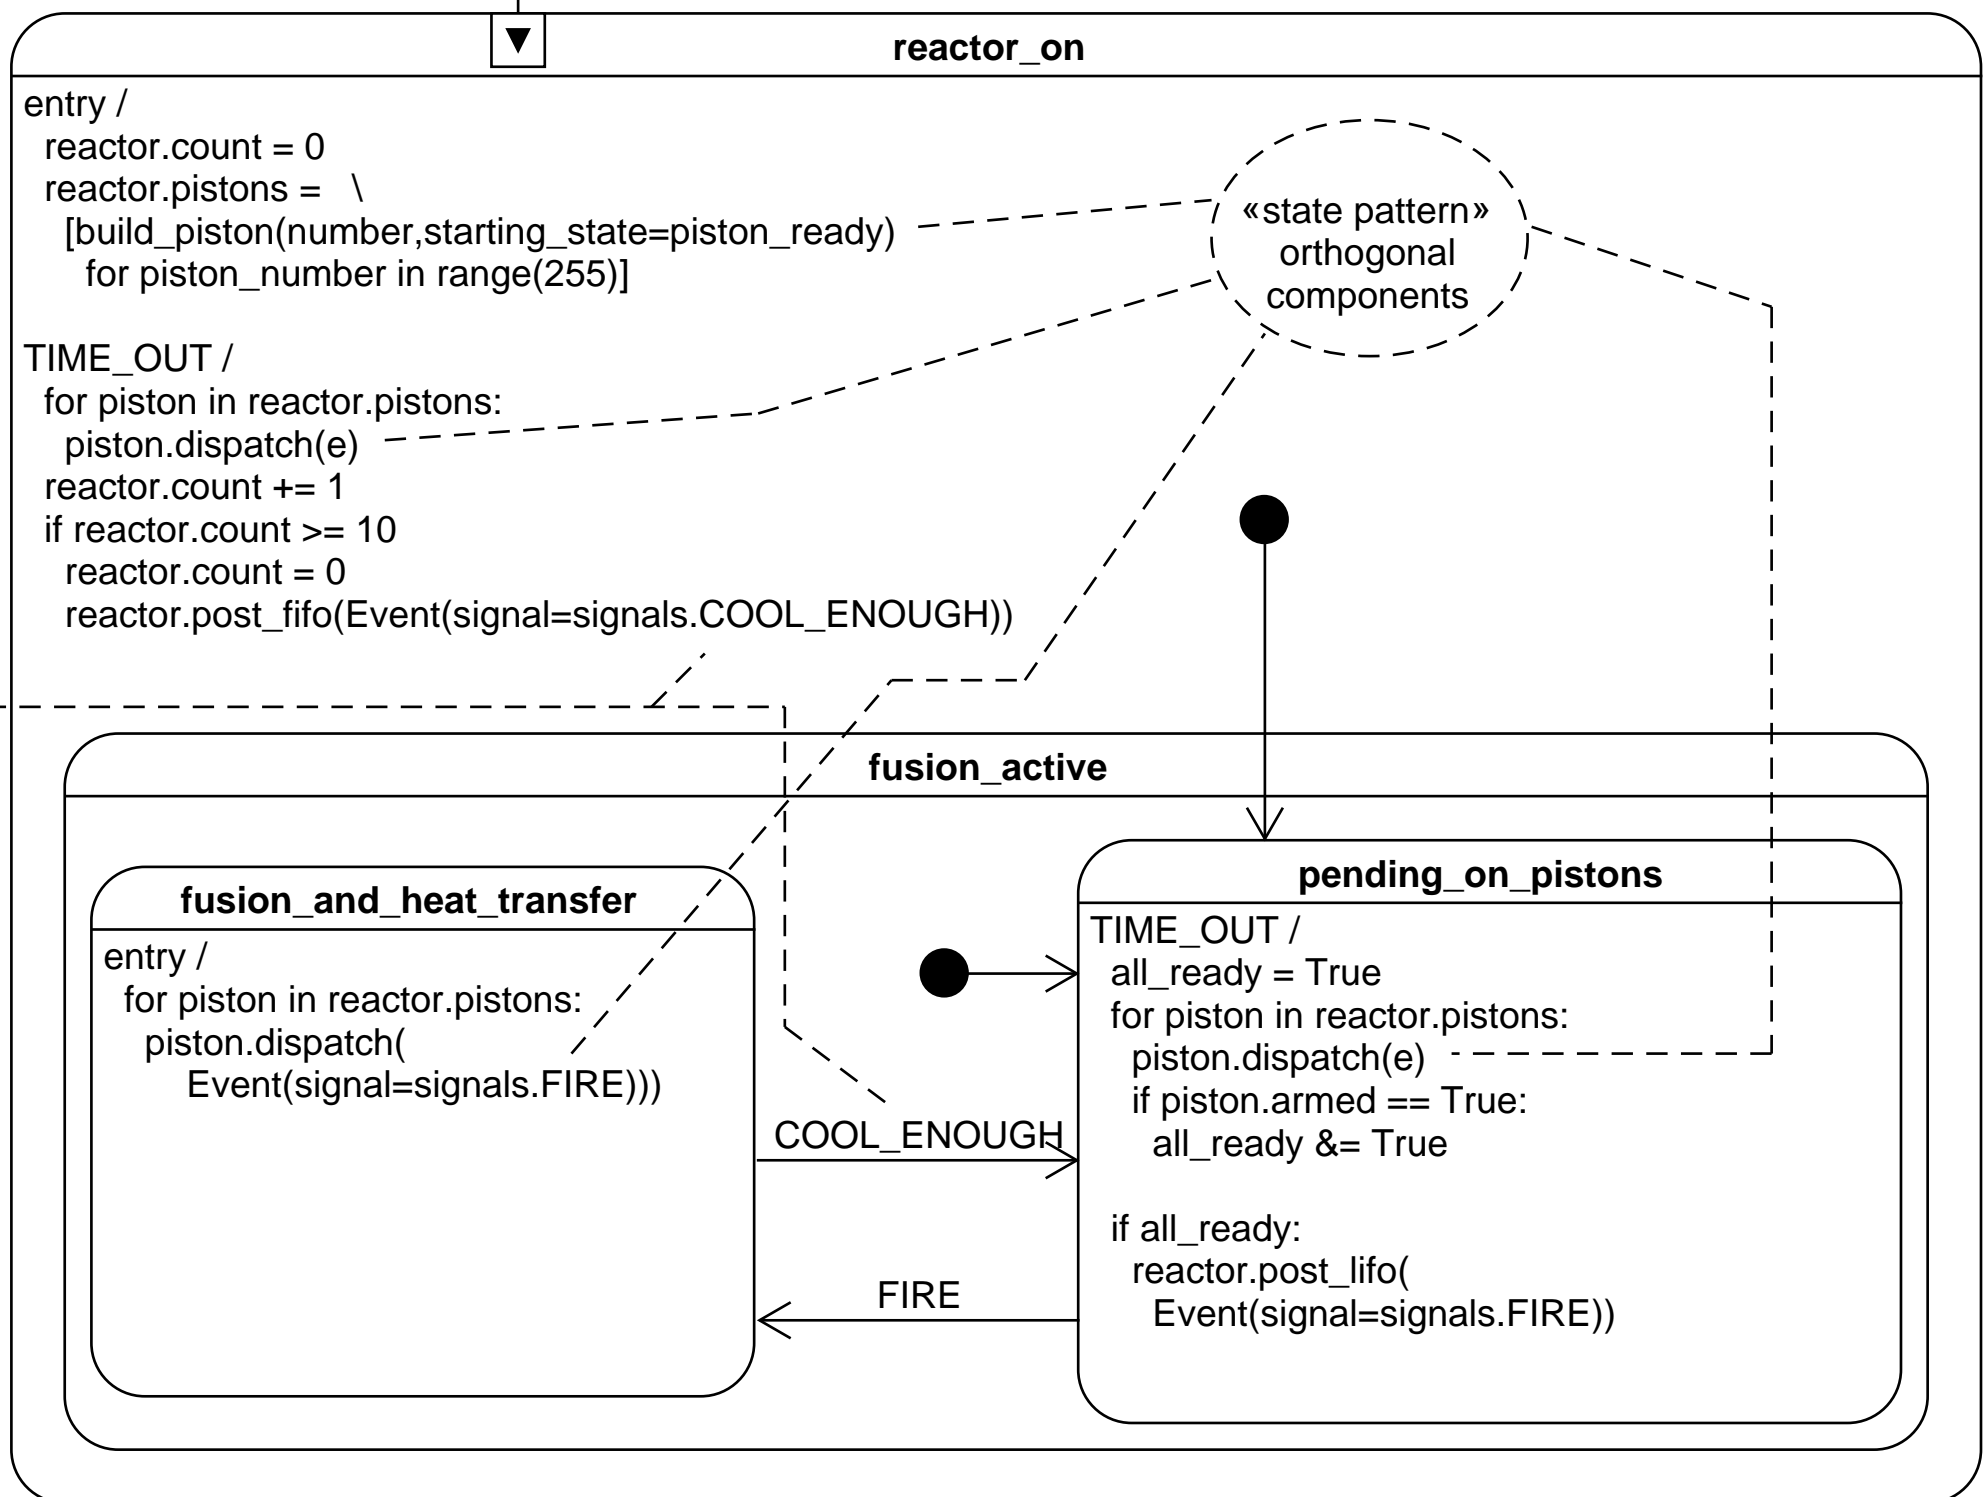 reactor_on
entry /
reactor.count = 0
reactor.pistons =   \
[build_piston(number,starting_state=piston_ready)
for piston_number in range(255)]
TIME_OUT /
for piston in reactor.pistons:
piston.dispatch(e)
reactor.count += 1
if reactor.count >= 10
reactor.count = 0
reactor.post_fifo(Event(signal=signals.COOL_ENOUGH))
«state pattern»
orthogonal
components
fusion_active
fusion_and_heat_transfer
entry /
for piston in reactor.pistons:
piston.dispatch(
Event(signal=signals.FIRE)))
COOL_ENOUGH
FIRE
pending_on_pistons
TIME_OUT /
all_ready = True
for piston in reactor.pistons:
piston.dispatch(e)
if piston.armed == True:
all_ready &= True
if all_ready:
reactor.post_lifo(
Event(signal=signals.FIRE))